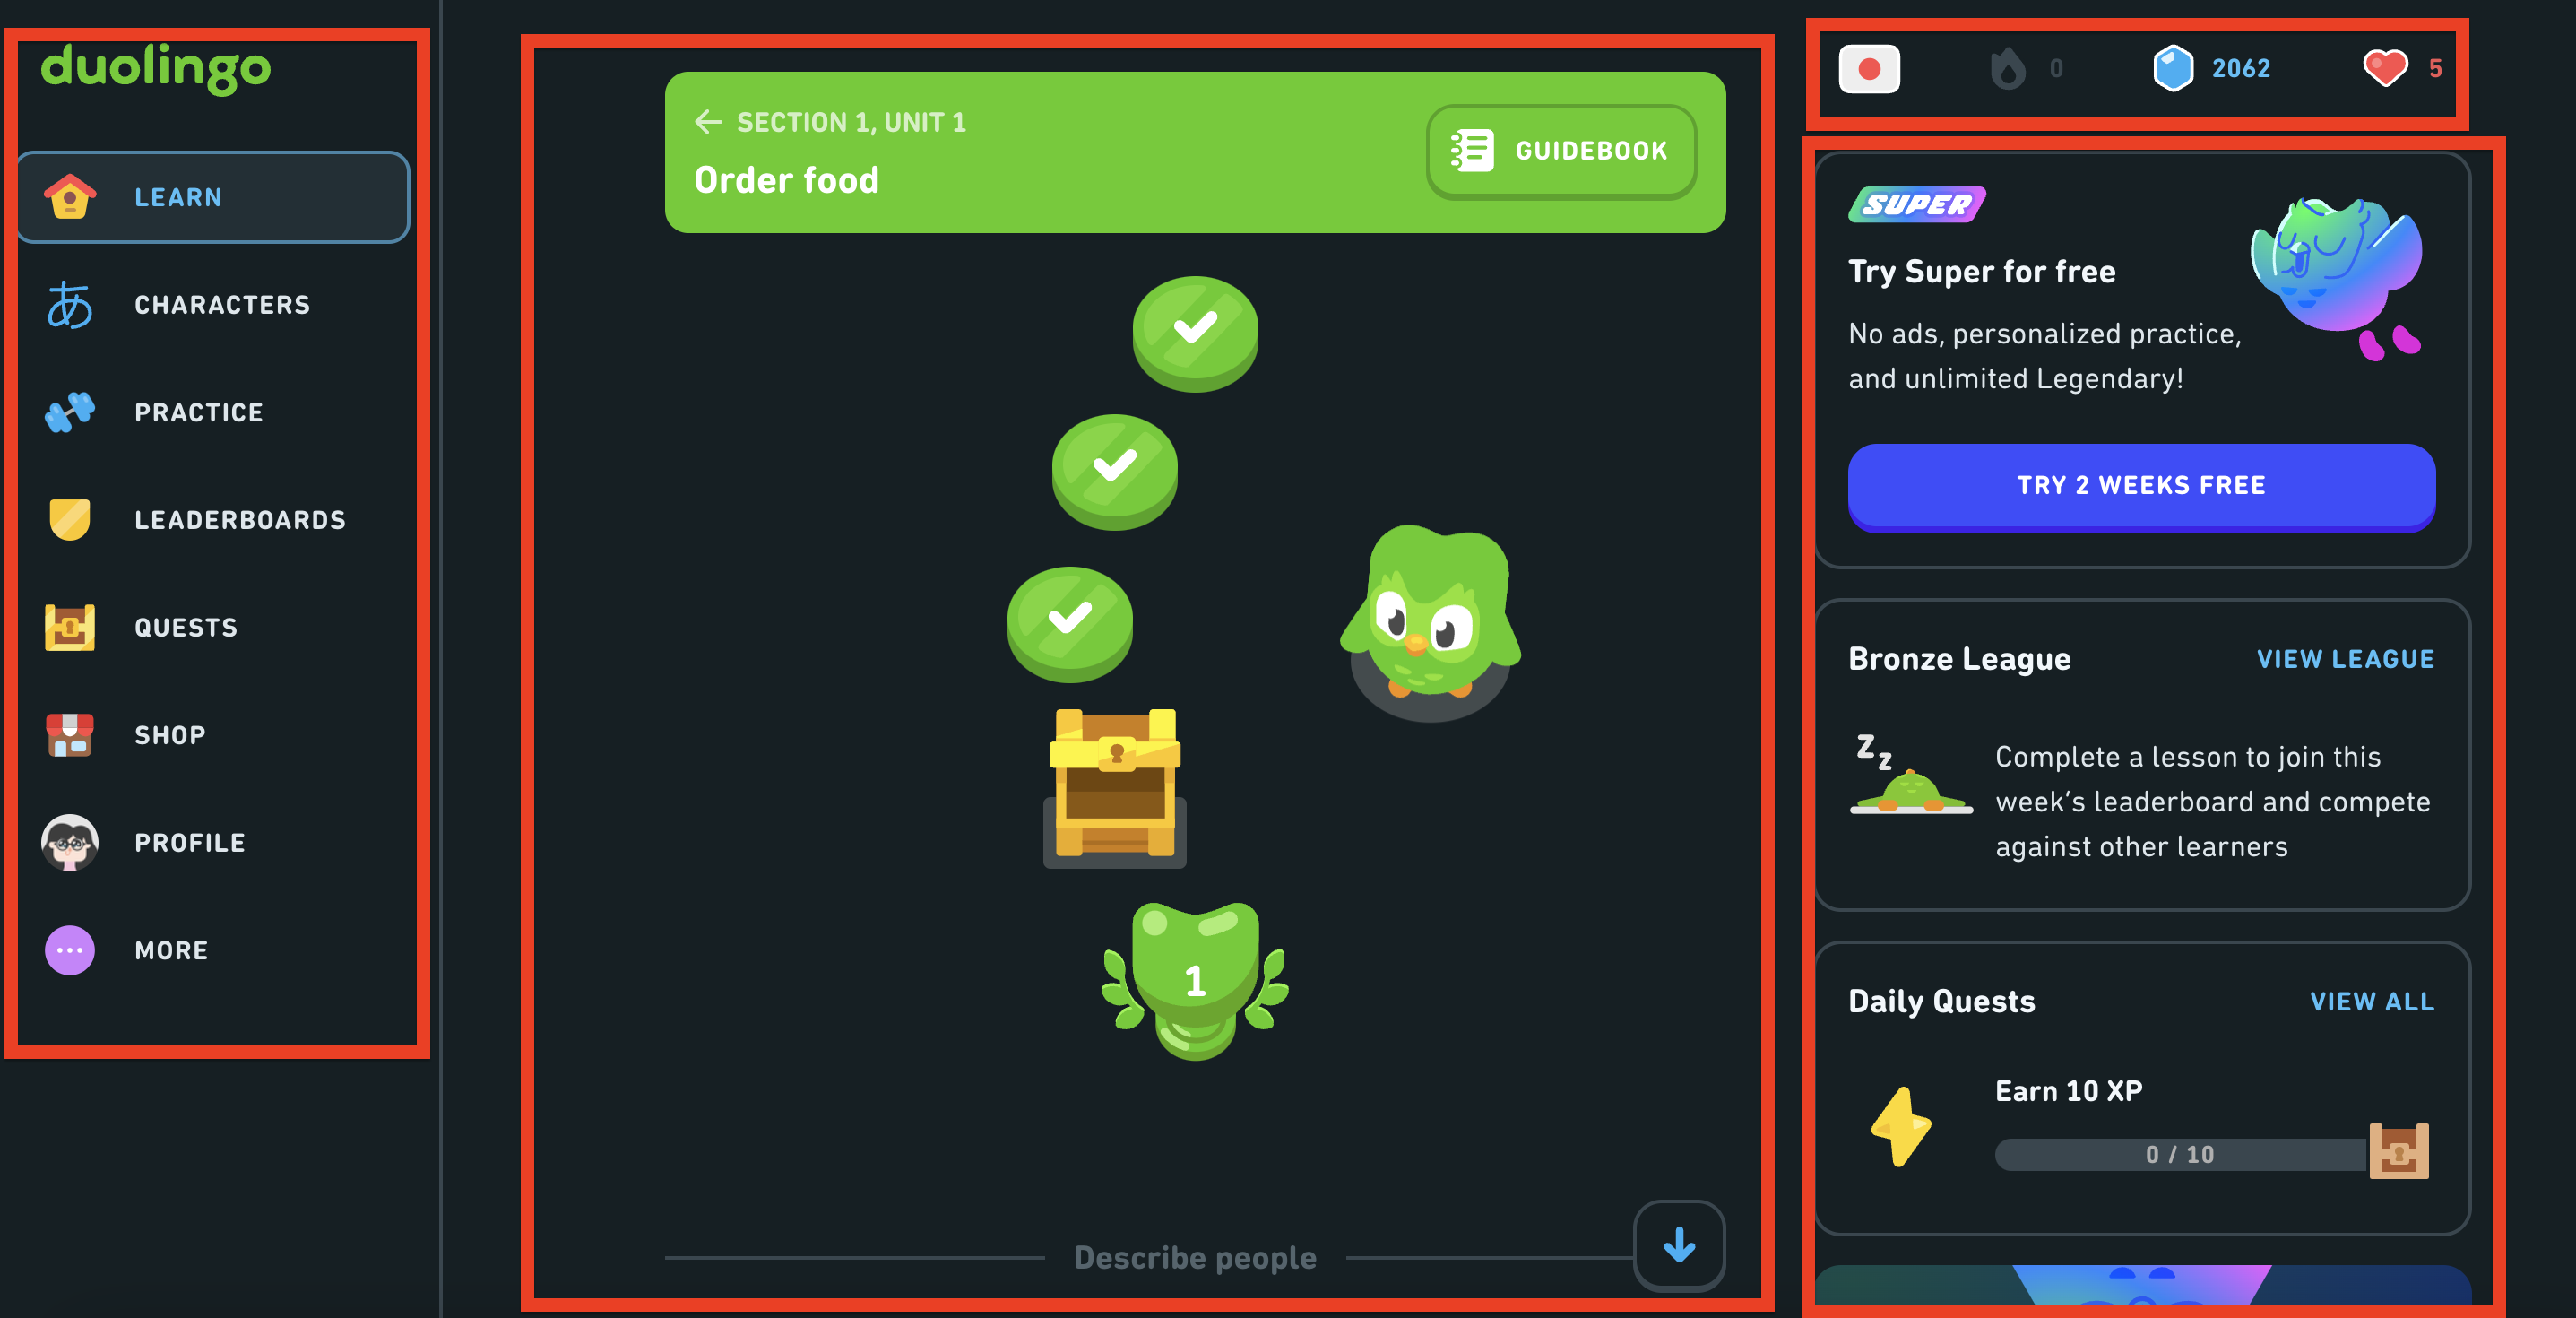 duolingo
LEARN
あ
CHARACTERS
PRACTICE
LEADERBOARDS
QUESTS
SHOP
PROFILE
MORE
SECTION 1, UNIT 1
Order food
GUIDEBOOK
1
Describe people
0
2062
5
SUPER
Try Super for free
No ads, personalized practice,
and unlimited Legendary!
TRY 2 WEEKS FREE
Bronze League
VIEW LEAGUE
Z
z
Complete a lesson to join this
week's leaderboard and compete
against other learners
Daily Quests
VIEW ALL
Earn 10 XP
0 / 10